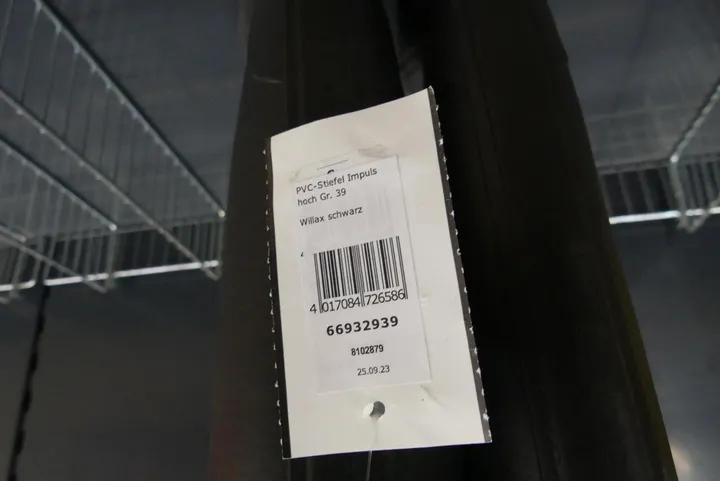 PVC-Stiefel Impuls
hoch Gr. 39
Willax schwarz
4 017084 726586
66932939
8102879
25.09.23